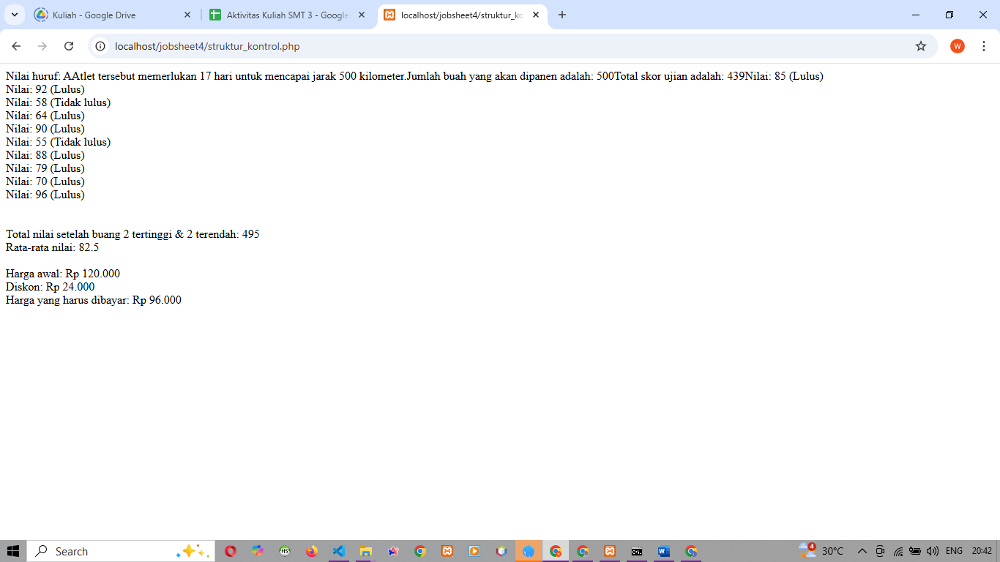 Kuliah - Google Drive
Aktivitas Kuliah SMT 3 - Google
localhost/jobsheet4/struktur_ko
localhost/jobsheet4/struktur_kontrol.php
W
Nilai huruf: AAtlet tersebut memerlukan 17 hari untuk mencapai jarak 500 kilometer.Jumlah buah yang akan dipanen adalah: 500Total skor ujian adalah: 439Nilai: 85 (Lulus)
Nilai: 92 (Lulus)
Nilai: 58 (Tidak lulus)
Nilai: 64 (Lulus)
Nilai: 90 (Lulus)
Nilai: 55 (Tidak lulus)
Nilai: 88 (Lulus)
Nilai: 79 (Lulus)
Nilai: 70 (Lulus)
Nilai: 96 (Lulus)
Total nilai setelah buang 2 tertinggi & 2 terendah: 495
Rata-rata nilai: 82.5
Harga awal: Rp 120.000
Diskon: Rp 24.000
Harga yang harus dibayar: Rp 96.000
Search
HS
4
30°C
ENG
20:42